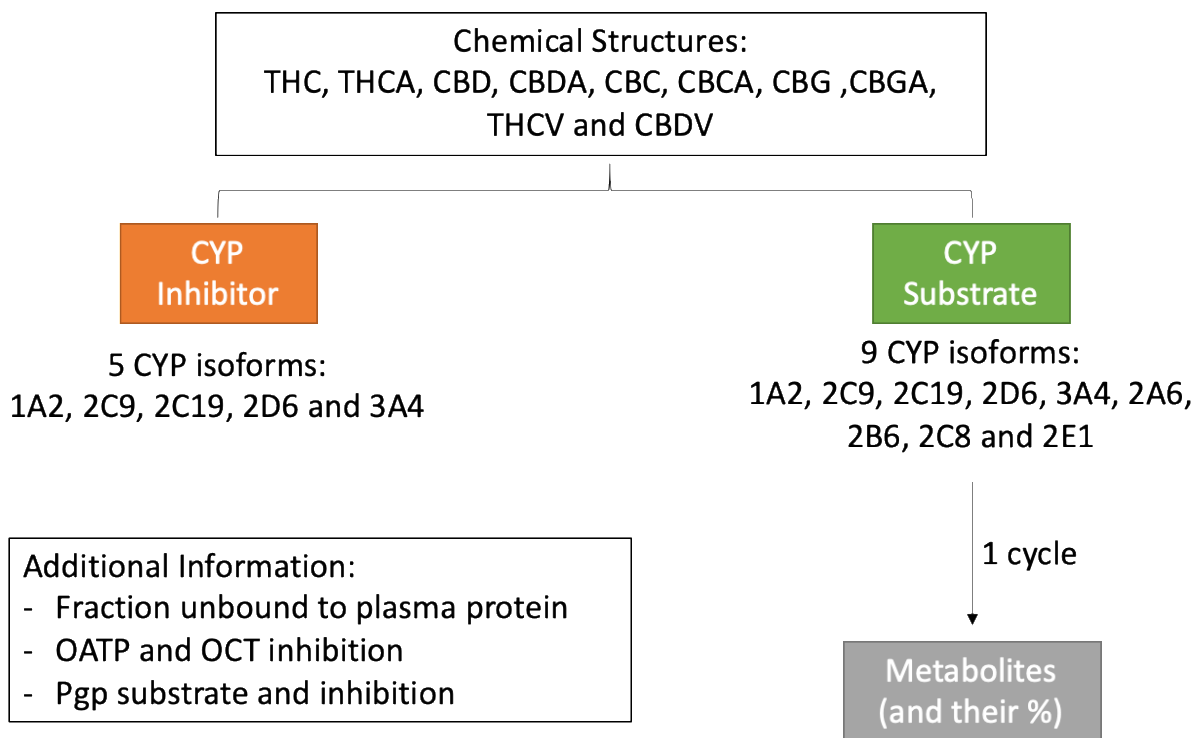 Chemical Structures:
THC, THCA, CBD, CBDA, CBC, CBCA, CBG ,CBGA,
THCV and CBDV
CYP
Inhibitor
5 CYP isoforms:
1A2, 2C9, 2C19, 2D6 and 3A4
CYP
Substrate
9 CYP isoforms:
1A2, 2C9, 2C19, 2D6, 3A4, 2A6,
2B6, 2C8 and 2E1
1 cycle
Metabolites
(and their %)
Additional Information:
- Fraction unbound to plasma protein
- OATP and OCT inhibition
- Pgp substrate and inhibition